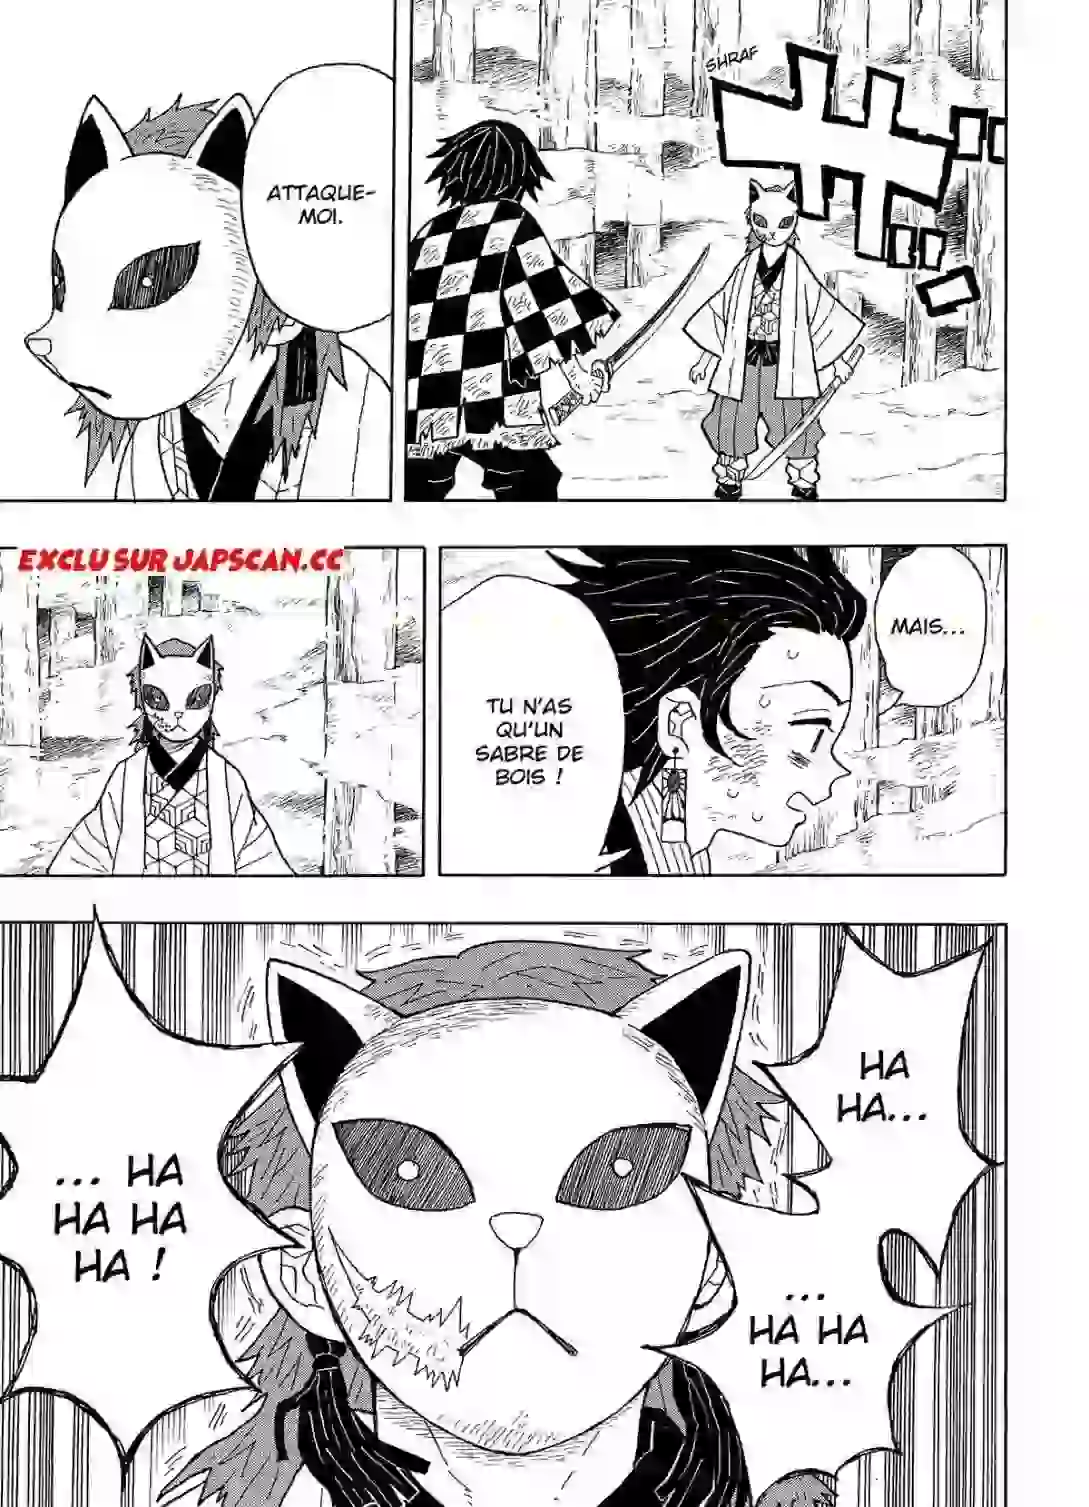 SHRAF
ザ
ATTAQUE-
MOI.
MAIS...
TU N'AS
QU'UN
SABRE DE
BOIS !
EXCLU SUR JAPSCAN.CC
HA
HA...
...
HA HA
HA...
... HA
HA HA
HA !